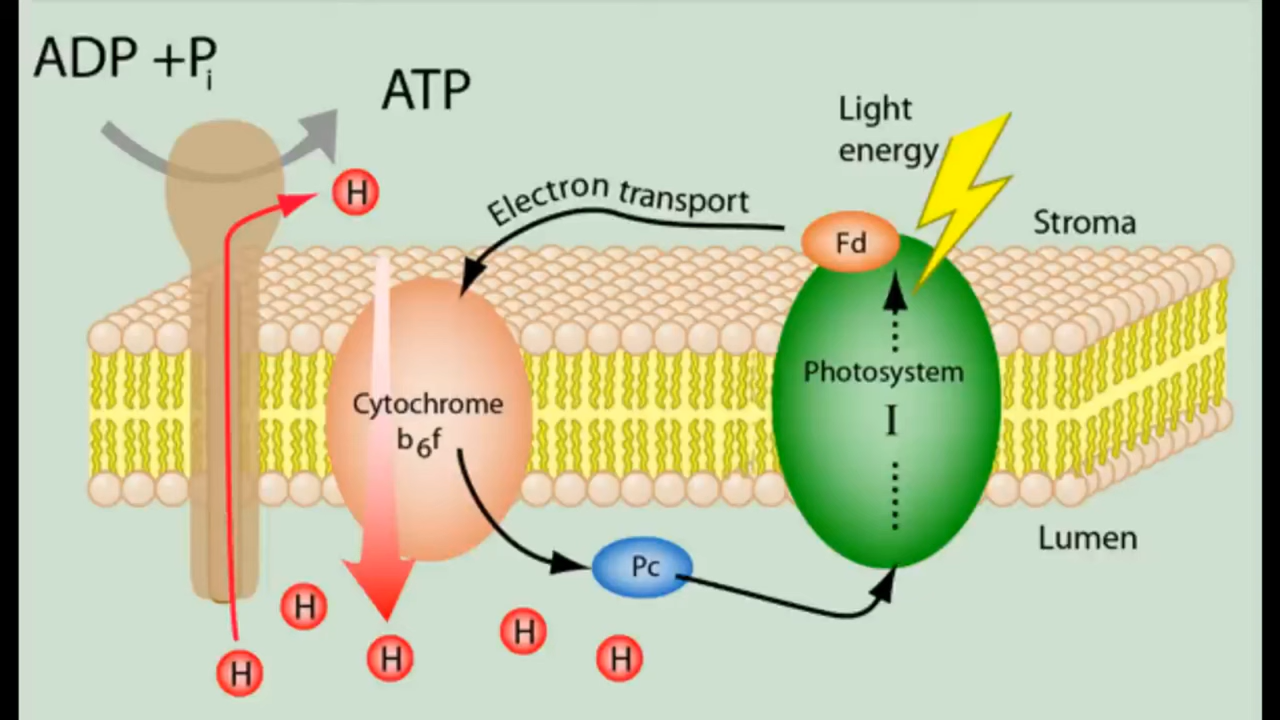 ADP +Pi
ATP
Light
energy
H
Electron transport
Stroma
Fd
Photosystem
I
Cytochrome
b6f
Lumen
Pc
H
H
H
H
H